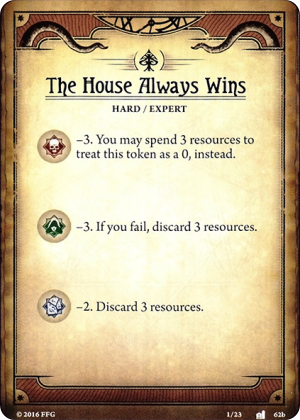 The House Always Wins
HARD / EXPERT
–3. You may spend 3 resources to
treat this token as a 0, instead.
–3. If you fail, discard 3 resources.
–2. Discard 3 resources.
© 2016 FFG 1/23 62b